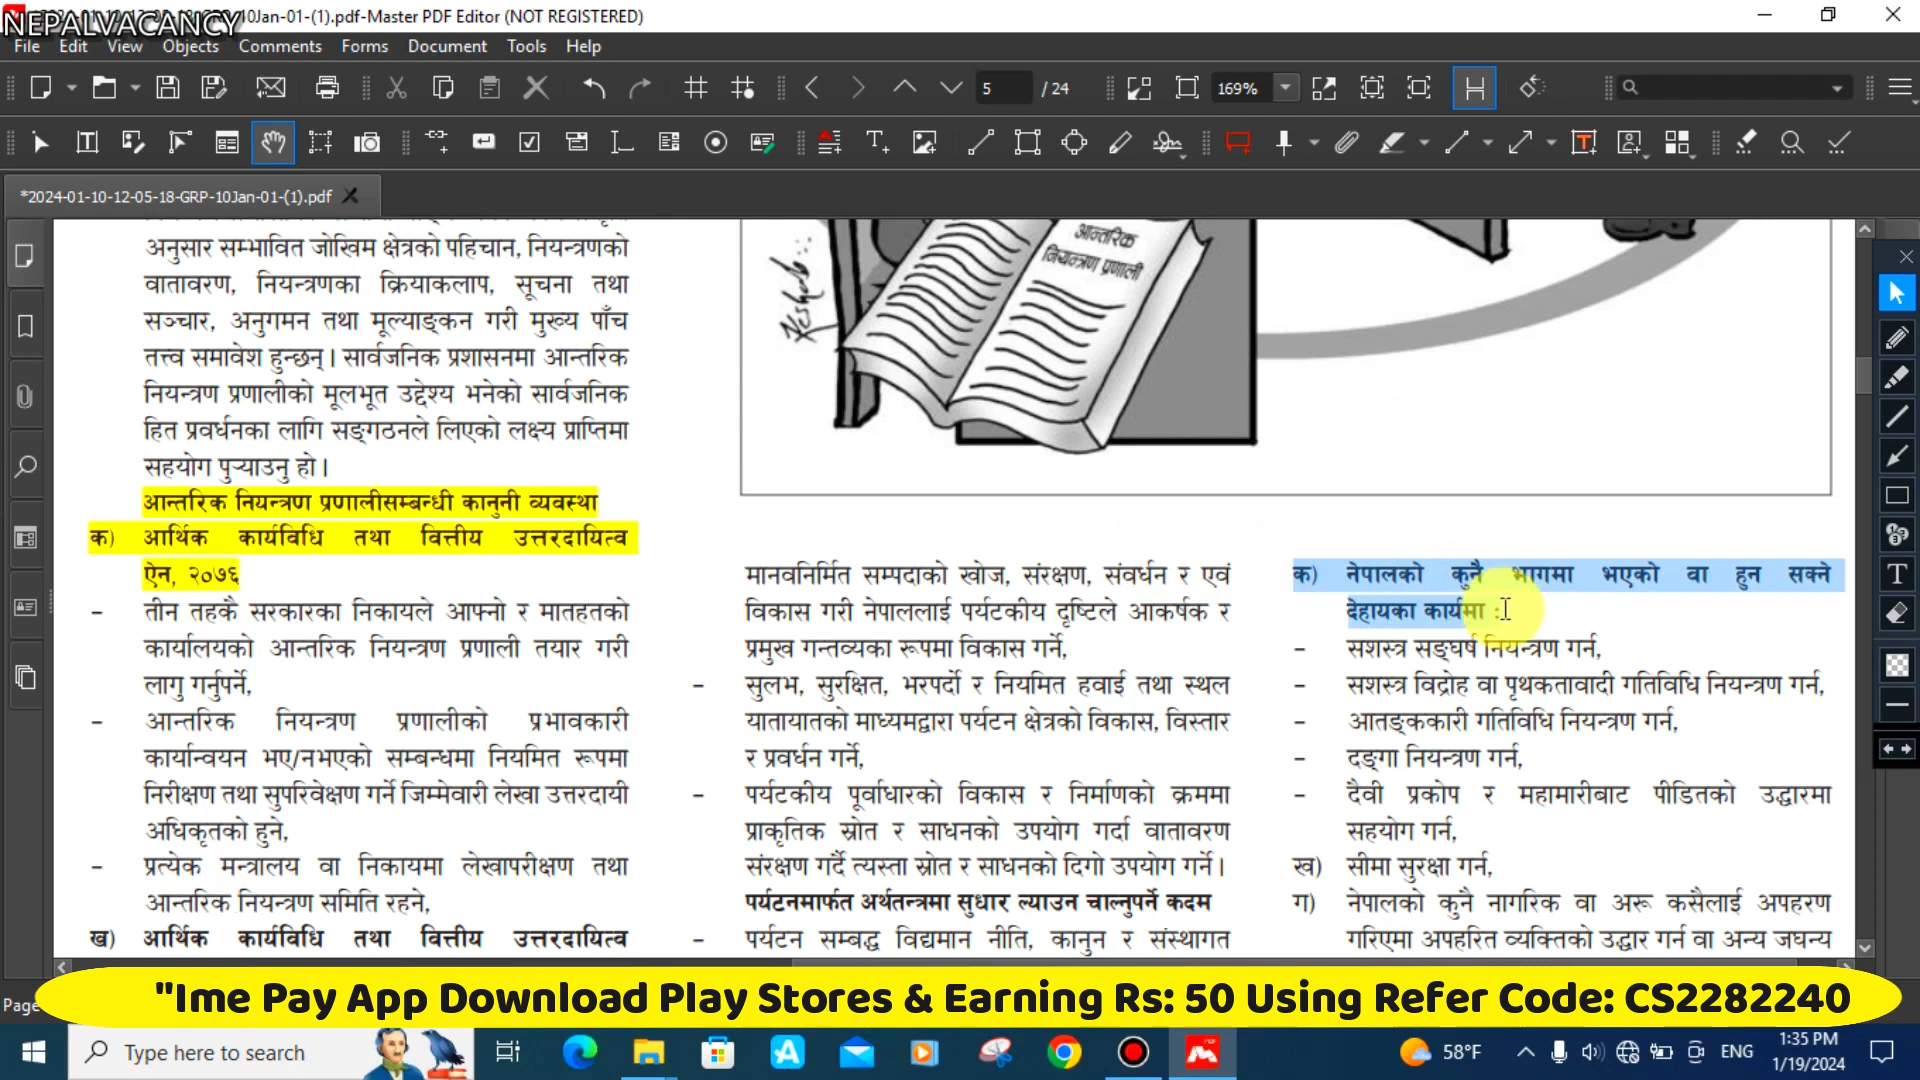 NEPALVACANCY
10Jan-01-(1).pdf-Master PDF Editor (NOT REGISTERED)
File Edit View Objects Comments Forms Document Tools Help
5 / 24
169%
*2024-01-10-12-05-18-GRP-10Jan-01-(1).pdf
अनुसार सम्भावित जोखिम क्षेत्रको पहिचान, नियन्त्रणको
वातावरण, नियन्त्रणका क्रियाकलाप, सूचना तथा
सञ्चार, अनुगमन तथा मूल्याङ्कन गरी मुख्य पाँच
तत्त्व समावेश हुन्छन् । सार्वजनिक प्रशासनमा आन्तरिक
नियन्त्रण प्रणालीको मूलभूत उद्देश्य भनेको सार्वजनिक
हित प्रवर्धनका लागि सङ्गठनले लिएको लक्ष्य प्राप्तिमा
सहयोग पुऱ्याउनु हो ।
आन्तरिक नियन्त्रण प्रणालीसम्बन्धी कानुनी व्यवस्था
क) आर्थिक कार्यविधि तथा वित्तीय उत्तरदायित्व
ऐन, २०७६
- तीन तहकै सरकारका निकायले आफ्नो र मातहतको
कार्यालयको आन्तरिक नियन्त्रण प्रणाली तयार गरी
लागु गर्नुपर्ने,
- आन्तरिक नियन्त्रण प्रणालीको प्रभावकारी
कार्यान्वयन भए/नभएको सम्बन्धमा नियमित रूपमा
निरीक्षण तथा सुपरिवेक्षण गर्ने जिम्मेवारी लेखा उत्तरदायी
अधिकृतको हुने,
- प्रत्येक मन्त्रालय वा निकायमा लेखापरीक्षण तथा
आन्तरिक नियन्त्रण समिति रहने,
ख) आर्थिक कार्यविधि तथा वित्तीय उत्तरदायित्व
आन्तरिक
नियन्त्रण प्रणाली
मानवनिर्मित सम्पदाको खोज, संरक्षण, संवर्धन र एवं
विकास गरी नेपाललाई पर्यटकीय दृष्टिले आकर्षक र
प्रमुख गन्तव्यका रूपमा विकास गर्ने,
- सुलभ, सुरक्षित, भरपर्दो र नियमित हवाई तथा स्थल
यातायातको माध्यमद्वारा पर्यटन क्षेत्रको विकास, विस्तार
र प्रवर्धन गर्ने,
- पर्यटकीय पूर्वाधारको विकास र निर्माणको क्रममा
प्राकृतिक स्रोत र साधनको उपयोग गर्दा वातावरण
संरक्षण गर्दै त्यस्ता स्रोत र साधनको दिगो उपयोग गर्ने ।
पर्यटनमार्फत अर्थतन्त्रमा सुधार ल्याउन चाल्नुपर्ने कदम
- पर्यटन सम्बद्ध विद्यमान नीति, कानुन र संस्थागत
क) नेपालको कुनै भागमा भएको वा हुन सक्ने
देहायका कार्यमा :
- सशस्त्र सङ्घर्ष नियन्त्रण गर्न,
- सशस्त्र विद्रोह वा पृथकतावादी गतिविधि नियन्त्रण गर्न,
- आतङ्ककारी गतिविधि नियन्त्रण गर्न,
- दङ्गा नियन्त्रण गर्न,
- दैवी प्रकोप र महामारीबाट पीडितको उद्धारमा
सहयोग गर्न,
ख) सीमा सुरक्षा गर्न,
ग) नेपालको कुनै नागरिक वा अरू कसैलाई अपहरण
गरिएमा अपहरित व्यक्तिको उद्धार गर्न वा अन्य जघन्य
Page
"Ime Pay App Download Play Stores & Earning Rs: 50 Using Refer Code: CS2282240
Type here to search
58°F
ENG
1:35 PM
1/19/2024